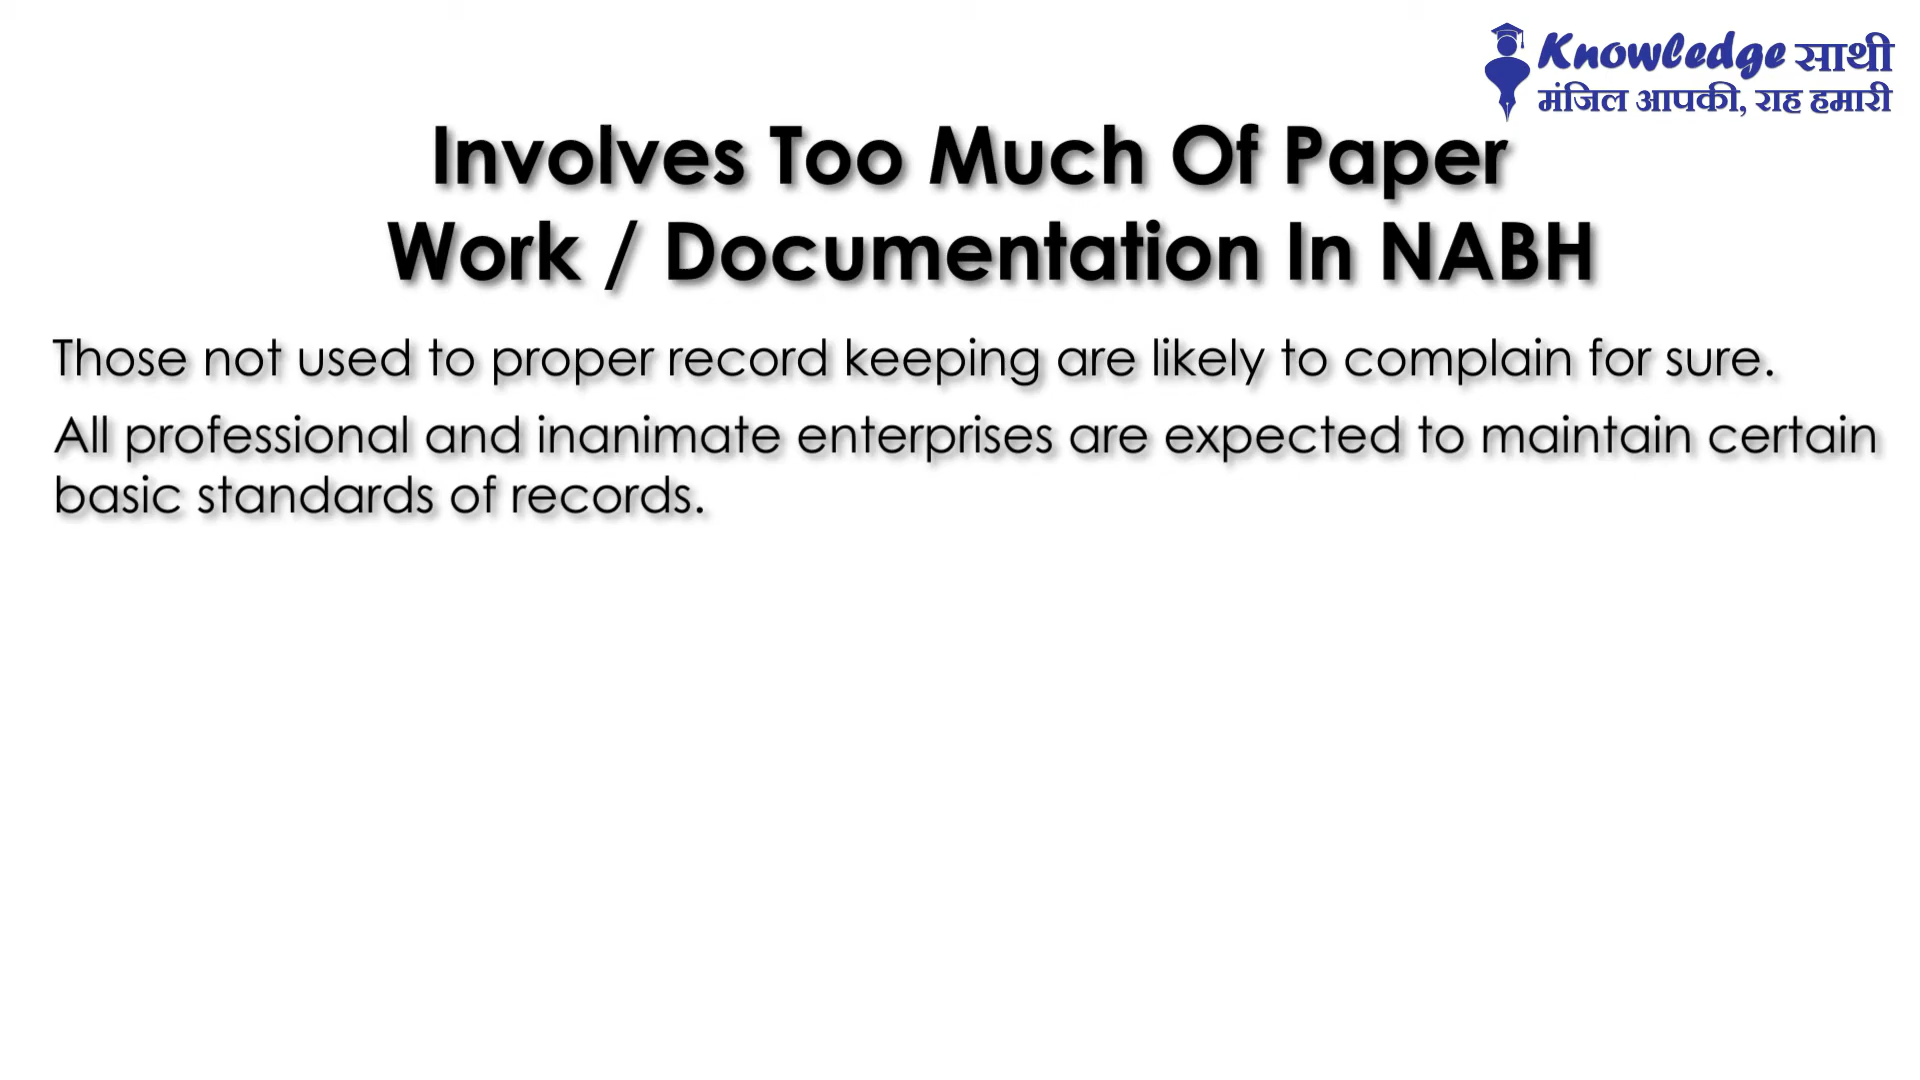 Knowledge साथी
मंजिल आपकी, राह हमारी
Involves Too Much Of Paper
Work / Documentation In NABH
Those not used to proper record keeping are likely to complain for sure.
All professional and inanimate enterprises are expected to maintain certain
basic standards of records.